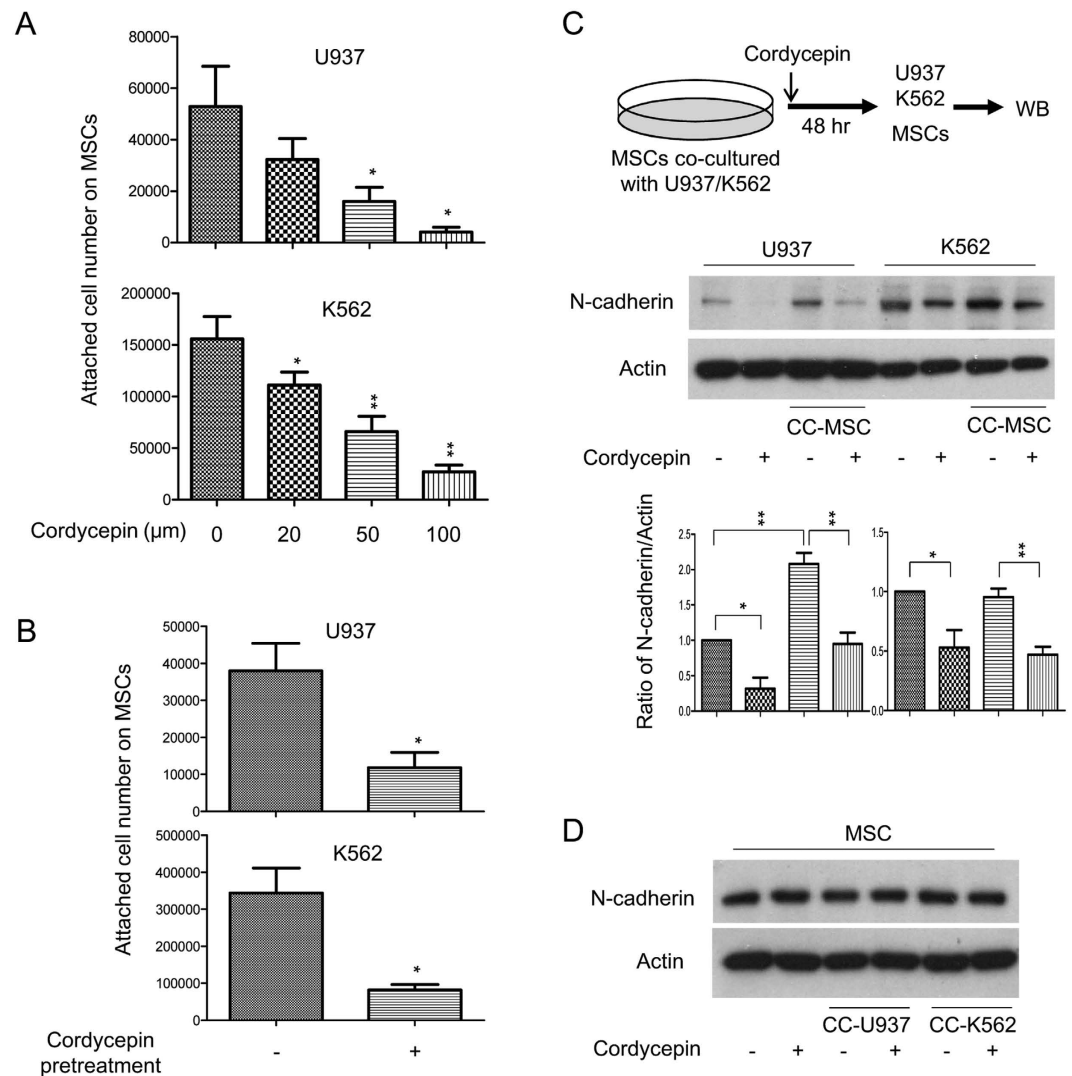 A
U937
Attached cell number on MSCs
80000
60000
40000
20000
0
*
*
K562
200000
150000
100000
50000
0
*
**
**
Cordycepin (μm) 0 20 50 100
B
U937
Attached cell number on MSCs
50000
40000
30000
20000
10000
0
*
K562
500000
400000
300000
200000
100000
0
*
Cordycepin
pretreatment
- +
C
Cordycepin
48 hr
U937
K562
MSCs
WB
MSCs co-cultured
with U937/K562
U937 K562
N-cadherin
Actin
CC-MSC CC-MSC
Cordycepin - + - + - + - +
Ratio of N-cadherin/Actin
2.5
2.0
1.5
1.0
0.5
0.0
*
**
**
1.5
1.0
0.5
0.0
*
**
D
MSC
N-cadherin
Actin
CC-U937 CC-K562
Cordycepin - + - + - +